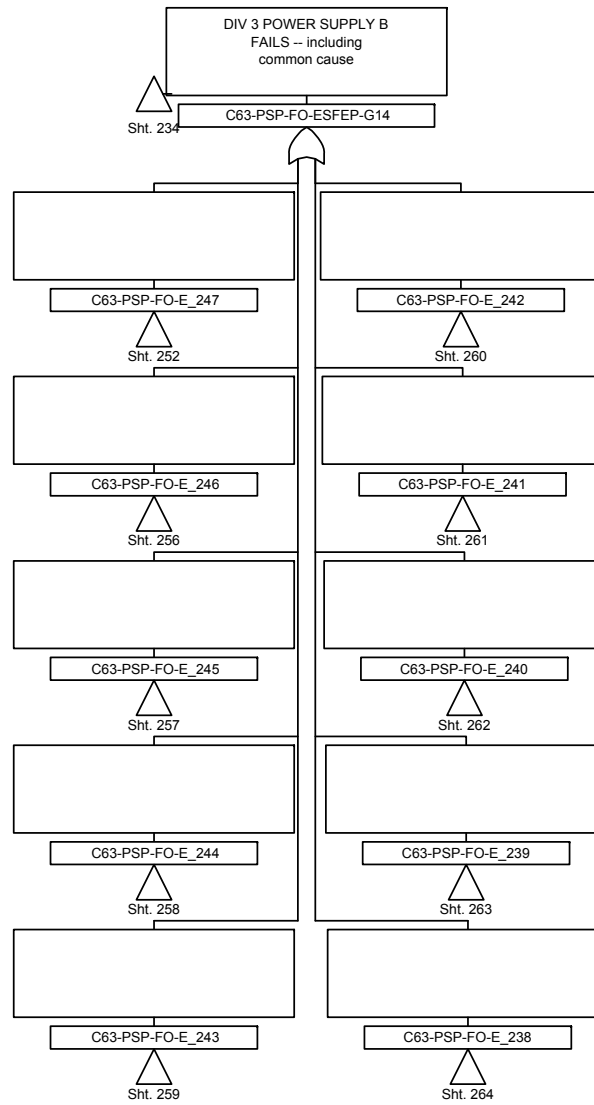 DIV 3 POWER SUPPLY B
FAILS -- including
common cause
Sht. 234
C63-PSP-FO-ESFEP-G14
C63-PSP-FO-E_247
Sht. 252
C63-PSP-FO-E_242
Sht. 260
C63-PSP-FO-E_246
Sht. 256
C63-PSP-FO-E_241
Sht. 261
C63-PSP-FO-E_245
Sht. 257
C63-PSP-FO-E_240
Sht. 262
C63-PSP-FO-E_244
Sht. 258
C63-PSP-FO-E_239
Sht. 263
C63-PSP-FO-E_243
Sht. 259
C63-PSP-FO-E_238
Sht. 264